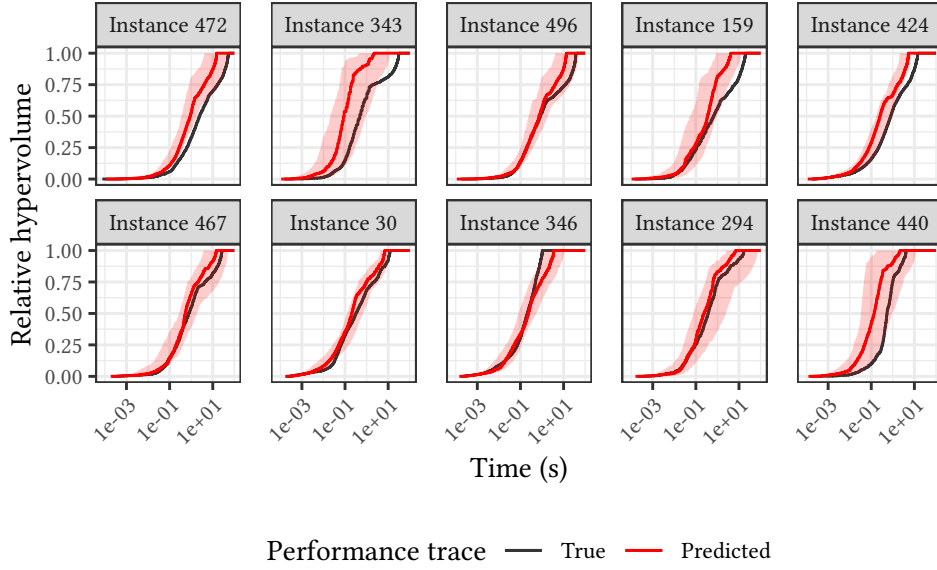 Instance 472 Instance 343 Instance 496 Instance 159 Instance 424
1.00
0.75
0.50
0.25
0.00
Instance 467 Instance 30 Instance 346 Instance 294 Instance 440
1.00
0.75
0.50
0.25
0.00
Relative hypervolume
1e-03 1e-01 1e+01 1e-03 1e-01 1e+01 1e-03 1e-01 1e+01 1e-03 1e-01 1e+01 1e-03 1e-01 1e+01
Time (s)
Performance trace True Predicted